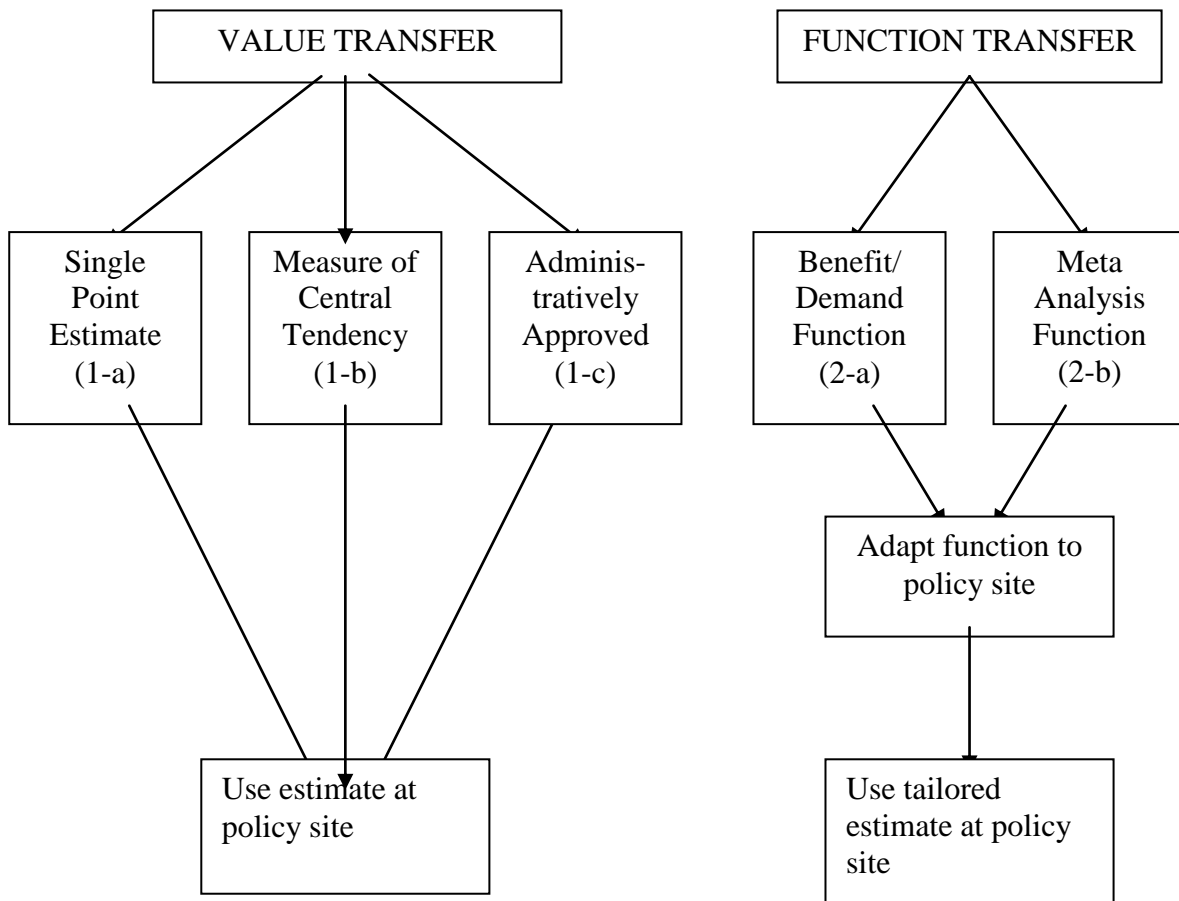 VALUE TRANSFER
FUNCTION TRANSFER
Single
Point
Estimate
(1-a)
Measure of
Central
Tendency
(1-b)
Adminis-
tratively
Approved
(1-c)
Benefit/
Demand
Function
(2-a)
Meta
Analysis
Function
(2-b)
Adapt function to
policy site
Use estimate at
policy site
Use tailored
estimate at policy
site